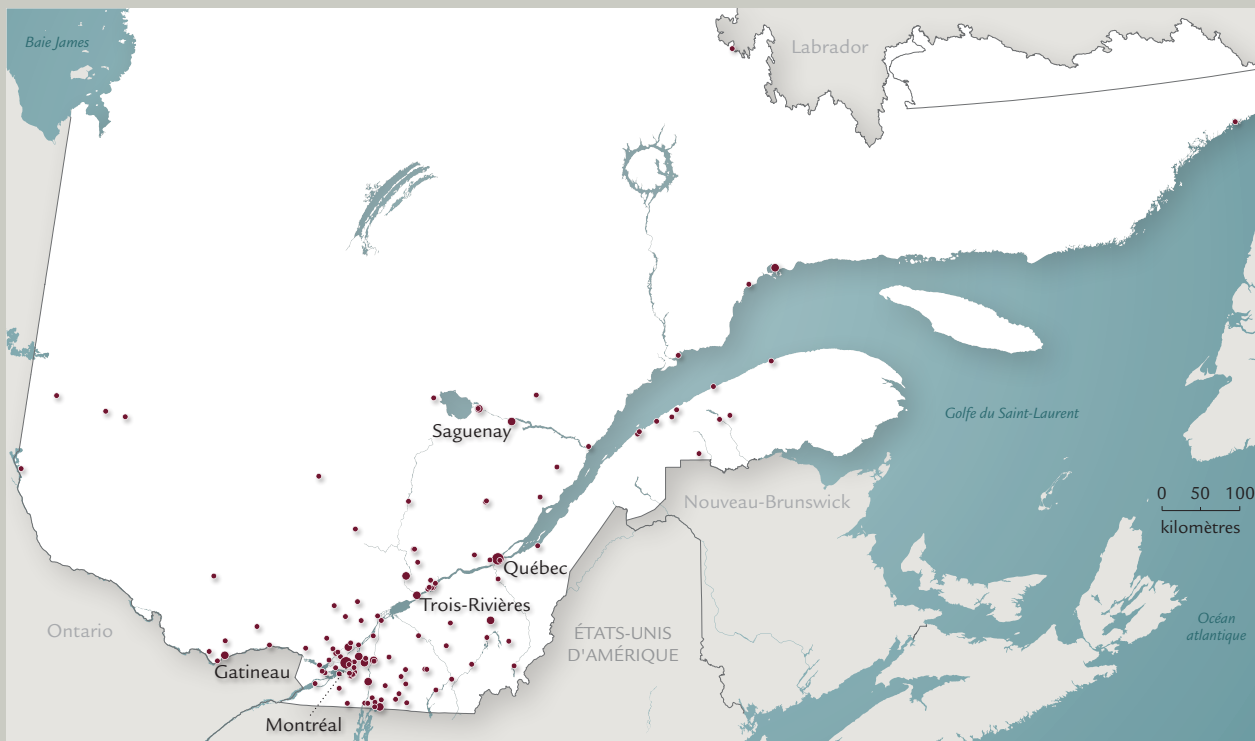 Baie James
Labrador
Saguenay
Golfe du Saint-Laurent
Nouveau-Brunswick
0 50 100
kilomètres
Québec
Trois-Rivières
Ontario
ÉTATS-UNIS
D'AMÉRIQUE
Océan
atlantique
Gatineau
Montréal